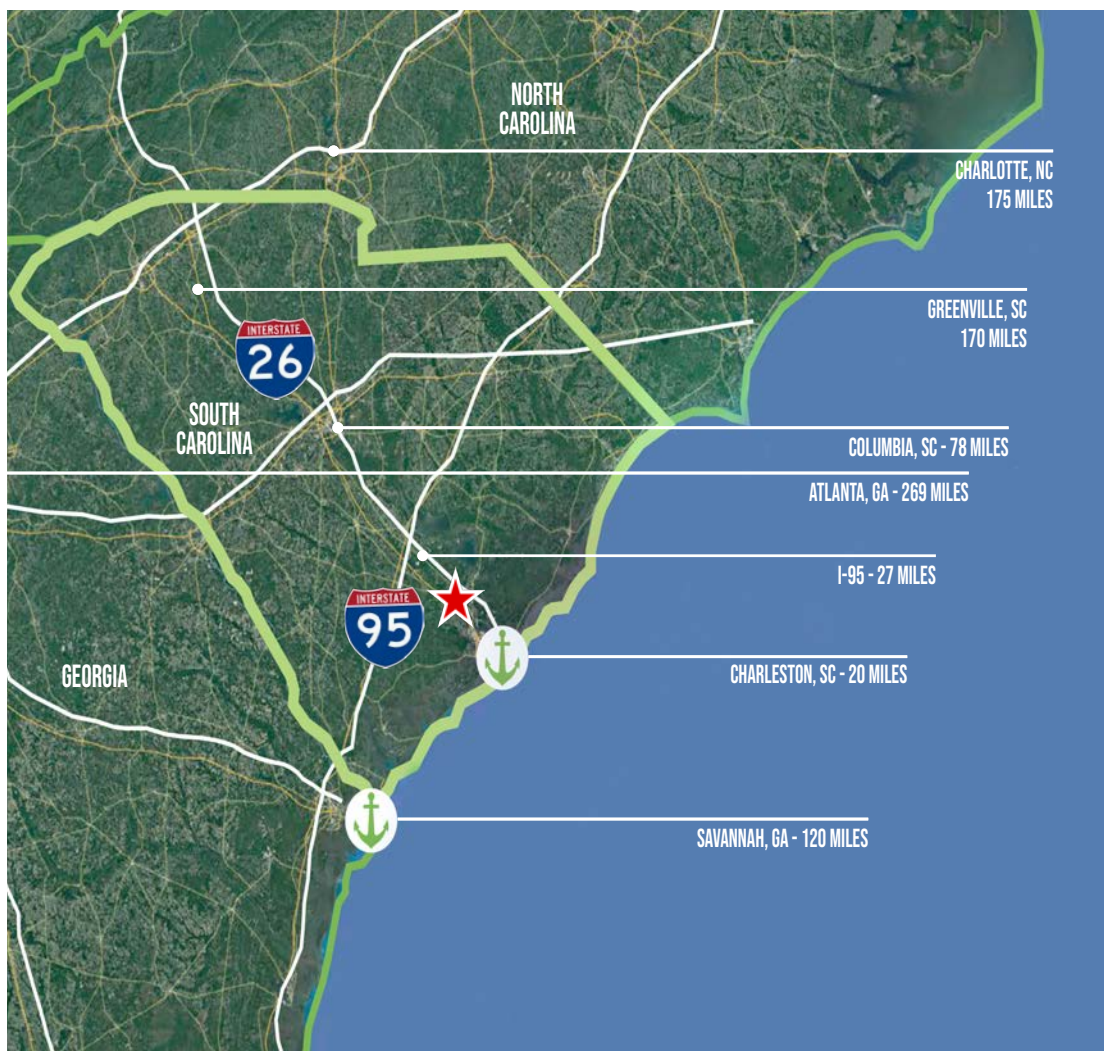 NORTH
CAROLINA
CHARLOTTE, NC
175 MILES
GREENVILLE, SC
170 MILES
INTERSTATE
26
SOUTH
CAROLINA
COLUMBIA, SC - 78 MILES
ATLANTA, GA - 269 MILES
I-95 - 27 MILES
INTERSTATE
95
CHARLESTON, SC - 20 MILES
GEORGIA
SAVANNAH, GA - 120 MILES